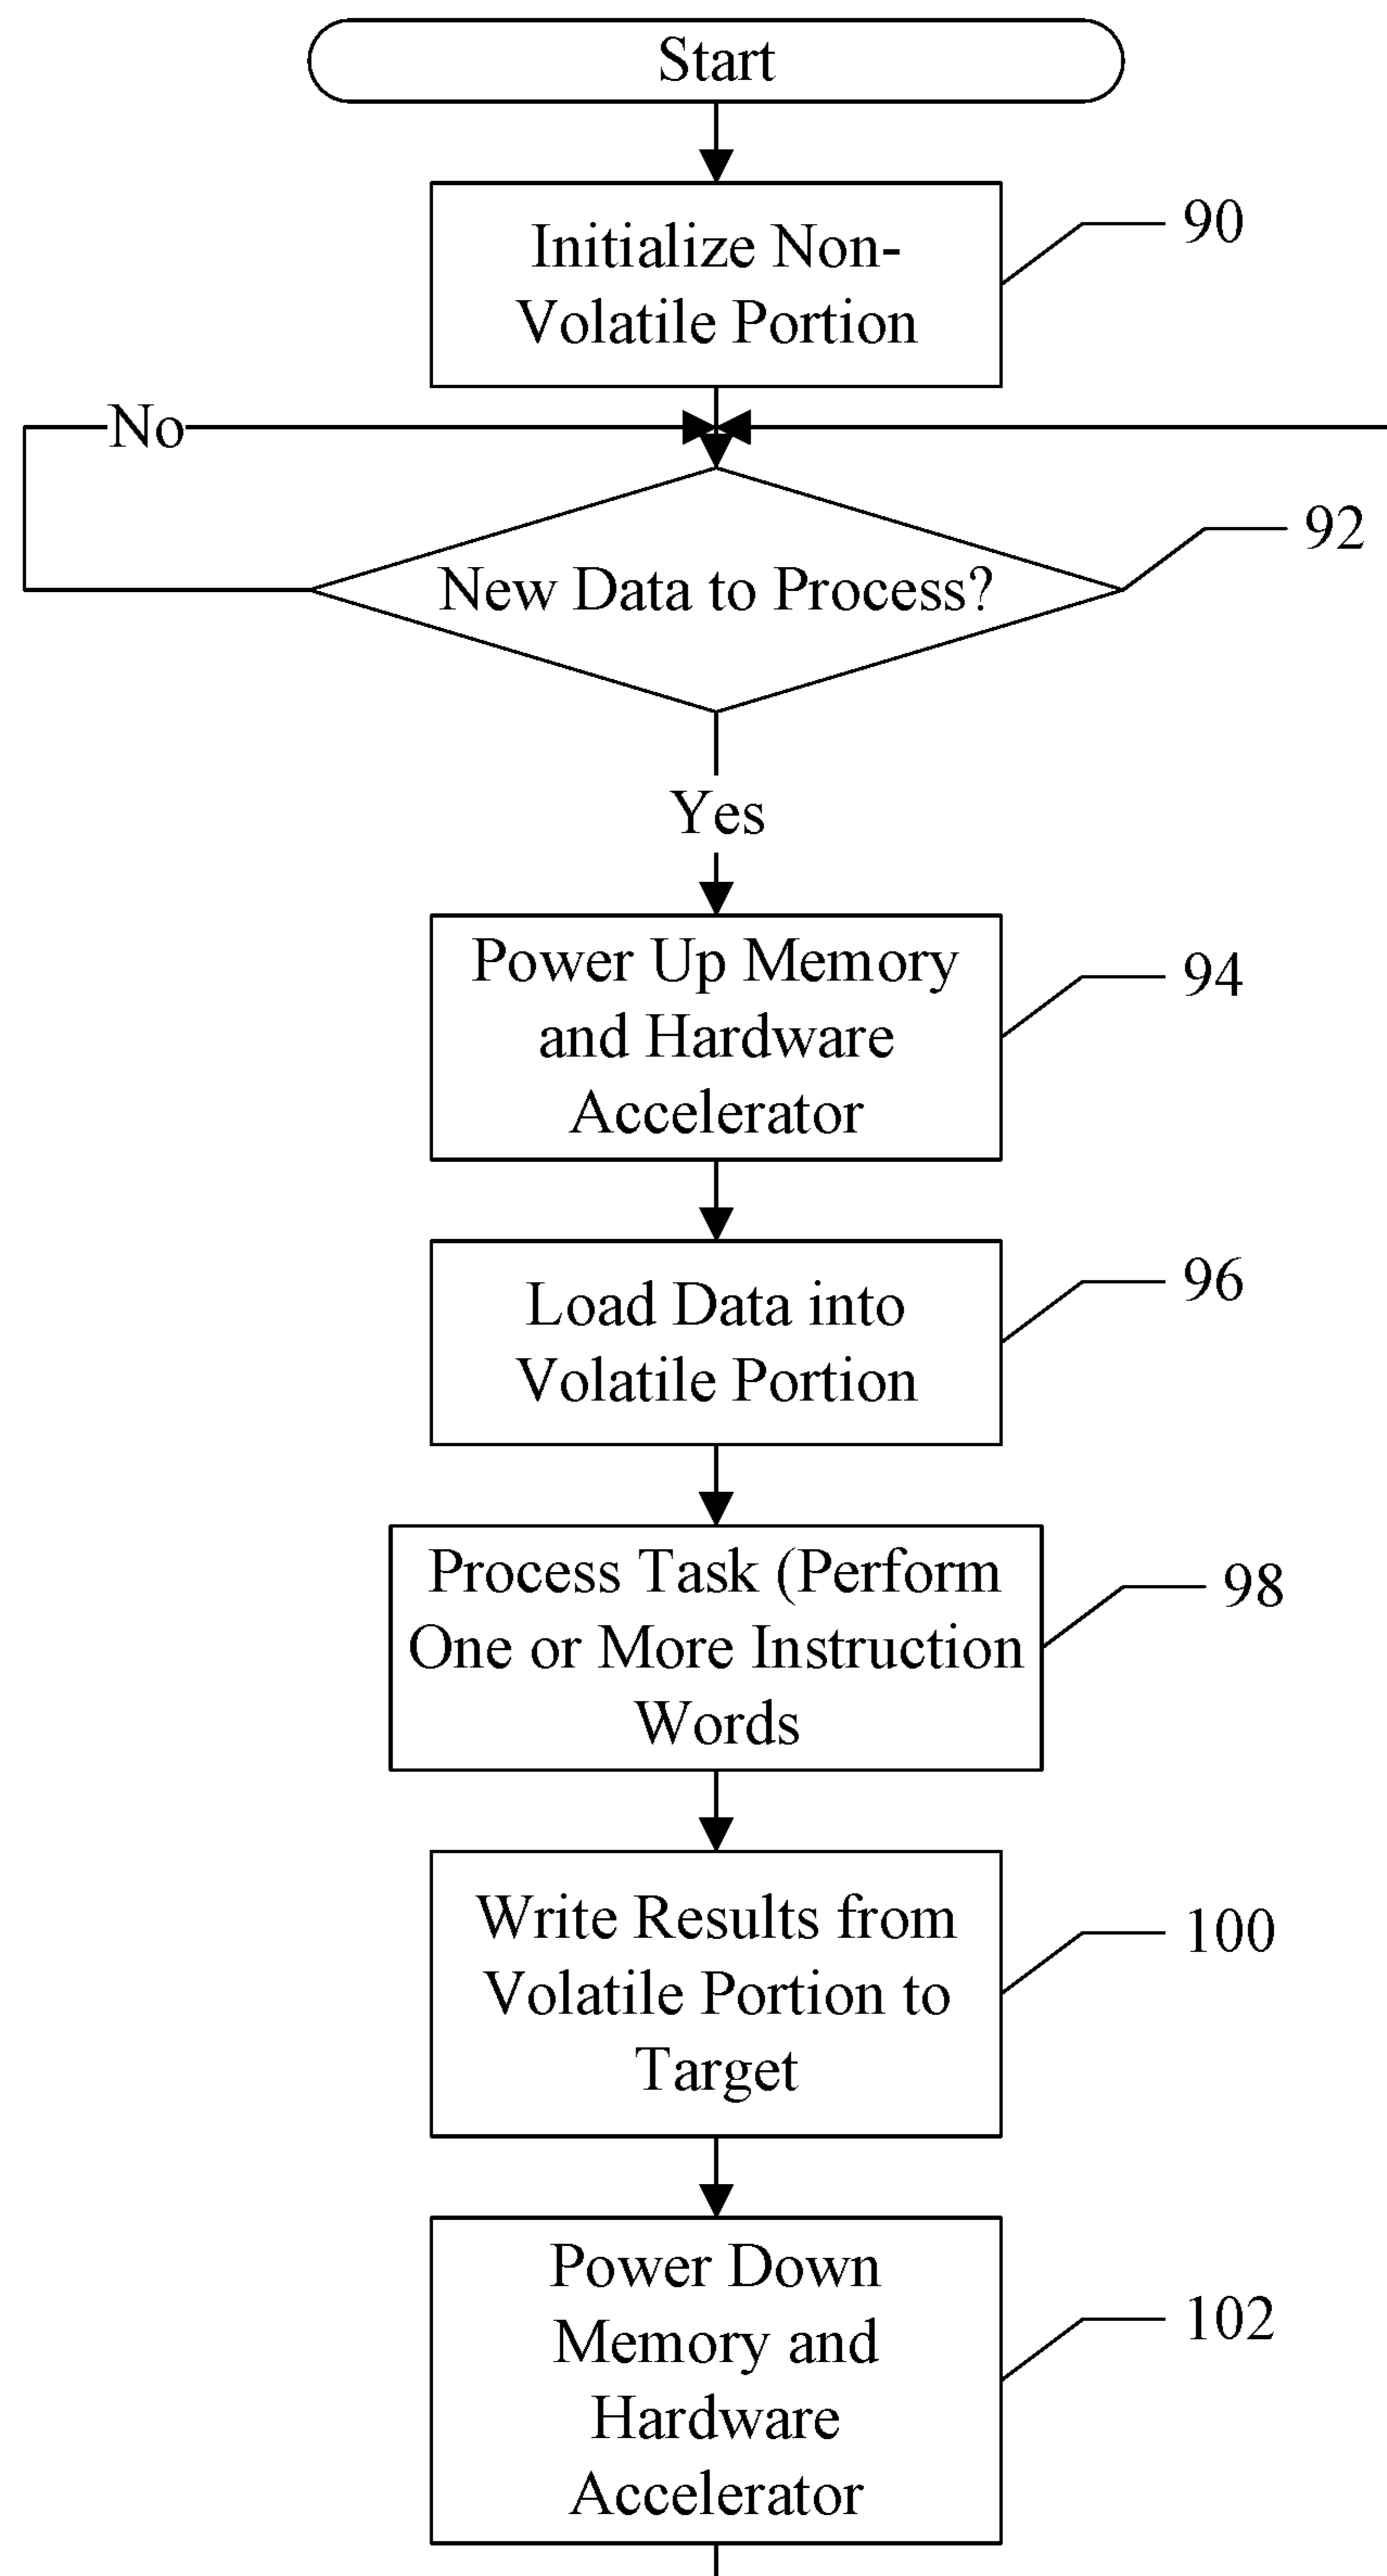 Start
Initialize Non-
Volatile Portion
90
No
New Data to Process?
92
Yes
Power Up Memory
and Hardware
Accelerator
94
Load Data into
Volatile Portion
96
Process Task (Perform
One or More Instruction
Words
98
Write Results from
Volatile Portion to
Target
100
Power Down
Memory and
Hardware
Accelerator
102